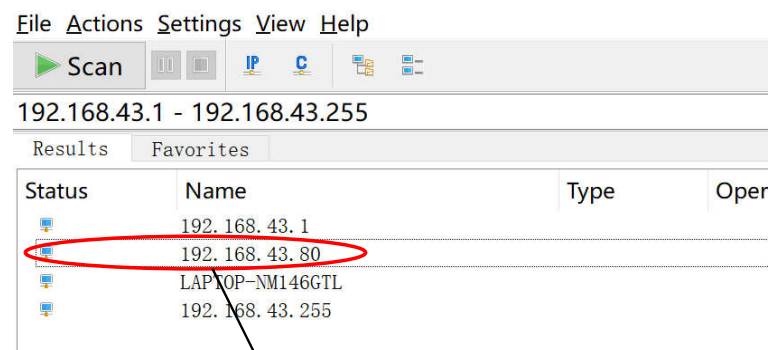 File Actions Settings View Help
Scan IP C
192.168.43.1 - 192.168.43.255
Results Favorites
Status Name Type Oper
192.168.43.1
192.168.43.80
LAPTOP-NM146GTL
192.168.43.255